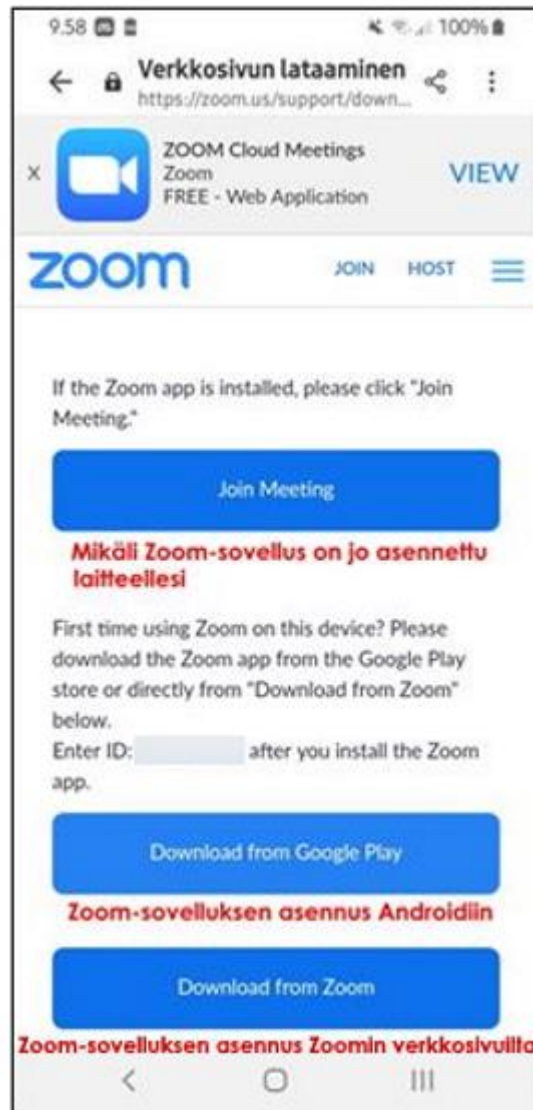 9.58 100%
Verkkosivun lataaminen
https://zoom.us/support/down...
x
ZOOM Cloud Meetings
Zoom
FREE - Web Application
VIEW
zoom JOIN HOST
If the Zoom app is installed, please click "Join
Meeting."
Join Meeting
Mikäli Zoom-sovellus on jo asennettu
laitteellesi
First time using Zoom on this device? Please
download the Zoom app from the Google Play
store or directly from "Download from Zoom"
below.
Enter ID: after you install the Zoom
app.
Download from Google Play
Zoom-sovelluksen asennus Androidiin
Download from Zoom
Zoom-sovelluksen asennus Zoomin verkkosivuilta